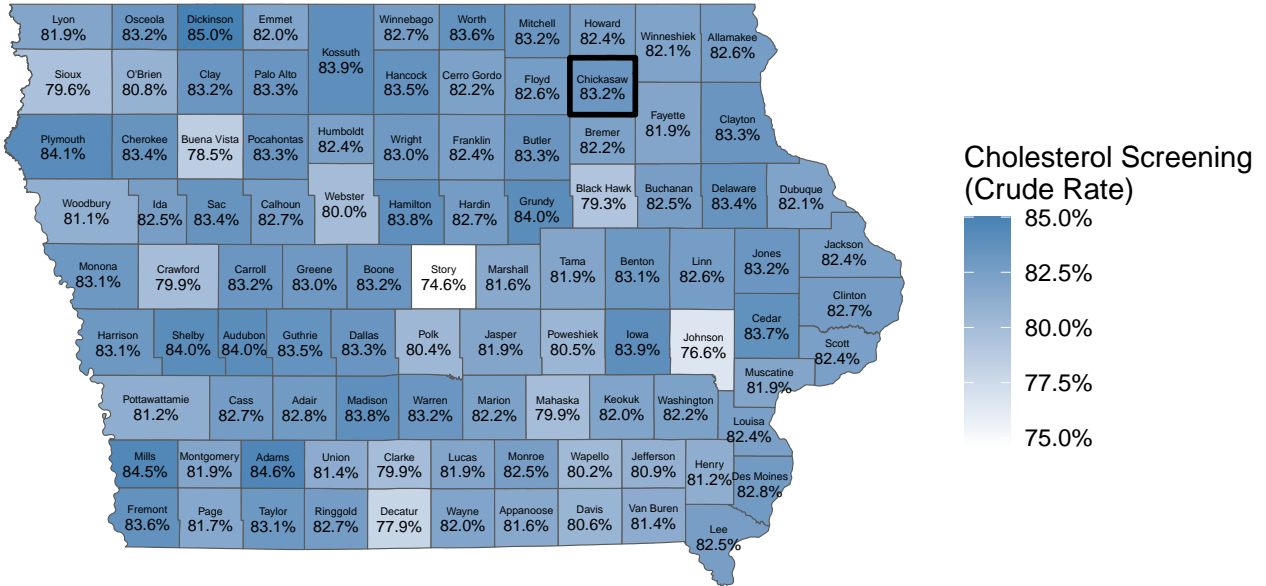 Lyon
81.9%
Osceola
83.2%
Dickinson
85.0%
Emmet
82.0%
Kossuth
83.9%
Winnebago
82.7%
Worth
83.6%
Mitchell
83.2%
Howard
82.4%
Winneshiek
82.1%
Allamakee
82.6%
Sioux
79.6%
O'Brien
80.8%
Clay
83.2%
Palo Alto
83.3%
Hancock
83.5%
Cerro Gordo
82.2%
Floyd
82.6%
Chickasaw
83.2%
Fayette
81.9%
Clayton
83.3%
Plymouth
84.1%
Cherokee
83.4%
Buena Vista
78.5%
Pocahontas
83.3%
Humboldt
82.4%
Wright
83.0%
Franklin
82.4%
Butler
83.3%
Bremer
82.2%
Woodbury
81.1%
Ida
82.5%
Sac
83.4%
Calhoun
82.7%
Webster
80.0%
Hamilton
83.8%
Hardin
82.7%
Grundy
84.0%
Black Hawk
79.3%
Buchanan
82.5%
Delaware
83.4%
Dubuque
82.1%
Monona
83.1%
Crawford
79.9%
Carroll
83.2%
Greene
83.0%
Boone
83.2%
Story
74.6%
Marshall
81.6%
Tama
81.9%
Benton
83.1%
Linn
82.6%
Jones
83.2%
Jackson
82.4%
Clinton
82.7%
Harrison
83.1%
Shelby
84.0%
Audubon
84.0%
Guthrie
83.5%
Dallas
83.3%
Polk
80.4%
Jasper
81.9%
Poweshiek
80.5%
Iowa
83.9%
Johnson
76.6%
Cedar
83.7%
Scott
82.4%
Muscatine
81.9%
Pottawattamie
81.2%
Cass
82.7%
Adair
82.8%
Madison
83.8%
Warren
83.2%
Marion
82.2%
Mahaska
79.9%
Keokuk
82.0%
Washington
82.2%
Louisa
82.4%
Mills
84.5%
Montgomery
81.9%
Adams
84.6%
Union
81.4%
Clarke
79.9%
Lucas
81.9%
Monroe
82.5%
Wapello
80.2%
Jefferson
80.9%
Henry
81.2%
Des Moines
82.8%
Fremont
83.6%
Page
81.7%
Taylor
83.1%
Ringgold
82.7%
Decatur
77.9%
Wayne
82.0%
Appanoose
81.6%
Davis
80.6%
Van Buren
81.4%
Lee
82.5%
Cholesterol Screening
(Crude Rate)
85.0%
82.5%
80.0%
77.5%
75.0%